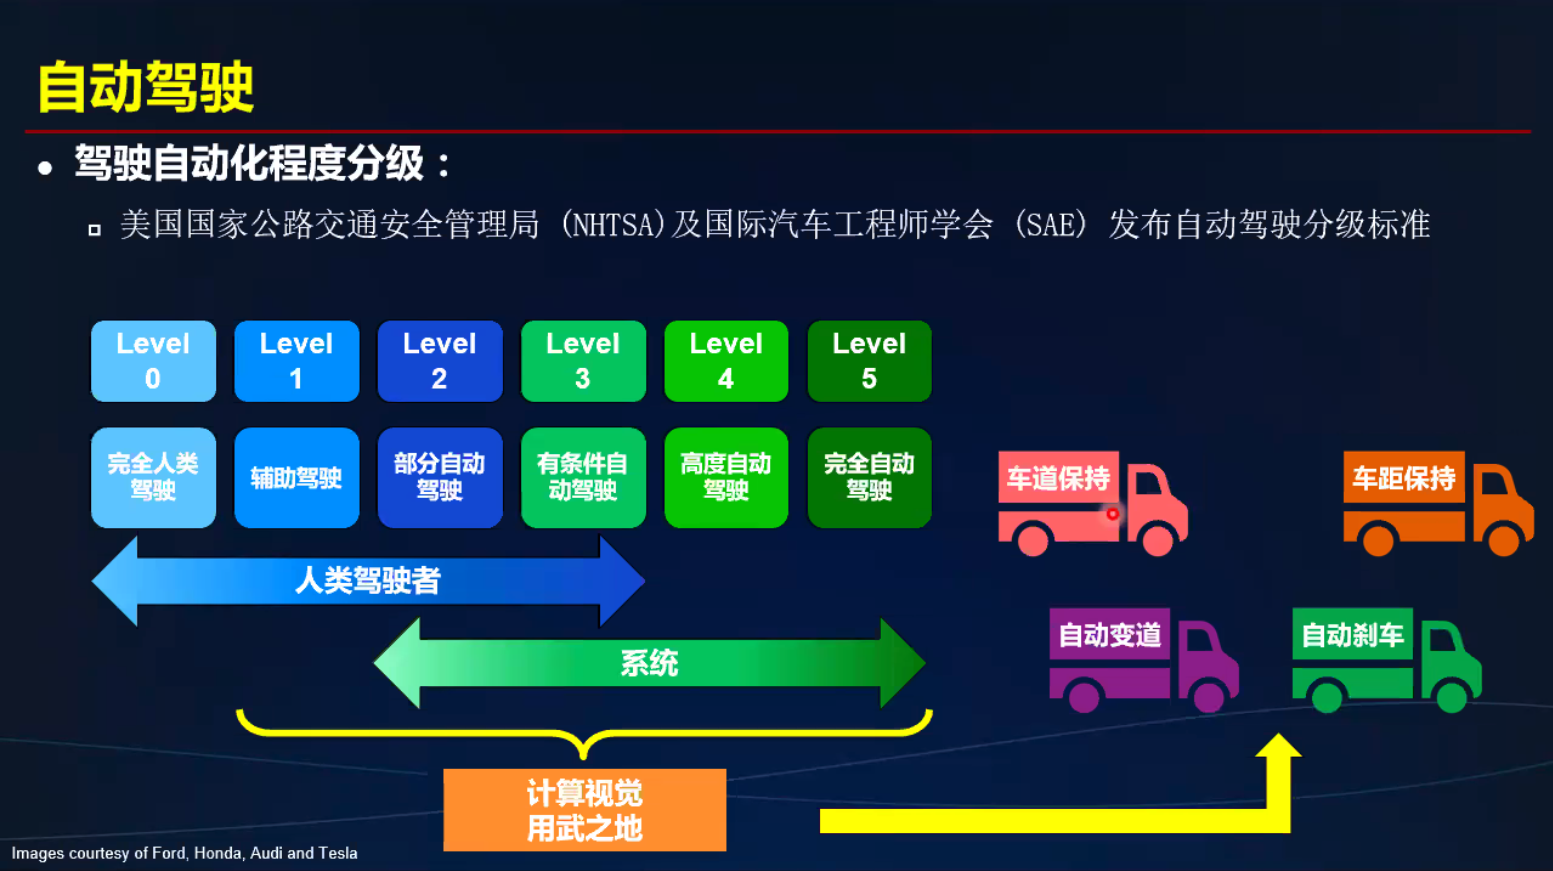 自动驾驶
• 驾驶自动化程度分级：
美国国家公路交通安全管理局 (NHTSA)及国际汽车工程师学会 (SAE) 发布自动驾驶分级标准
Level 0
Level 1
Level 2
Level 3
Level 4
Level 5
完全人类
驾驶
辅助驾驶
部分自动
驾驶
有条件自
动驾驶
高度自动
驾驶
完全自动
驾驶
人类驾驶者
系统
计算视觉
用武之地
车道保持
车距保持
自动变道
自动刹车
Images courtesy of Ford, Honda, Audi and Tesla